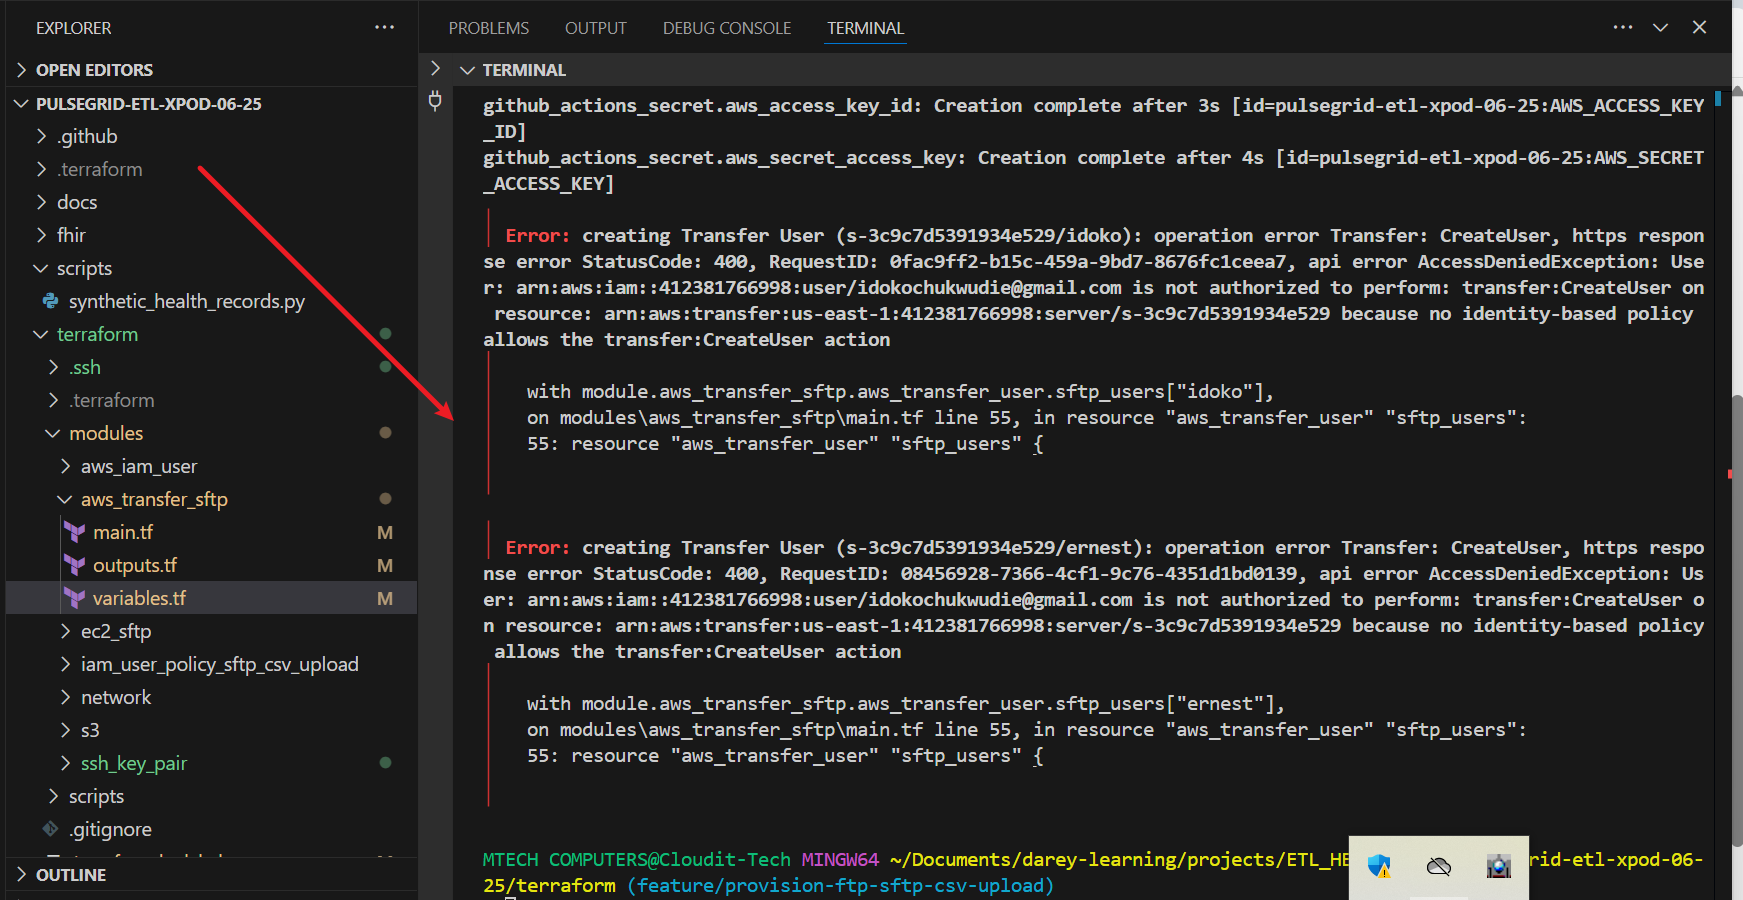 EXPLORER
OPEN EDITORS
PULSEGRID-ETL-XPOD-06-25
.github
.terraform
docs
fhir
scripts
synthetic_health_records.py
terraform
.ssh
.terraform
modules
aws_iam_user
aws_transfer_sftp
main.tf M
outputs.tf M
variables.tf M
ec2_sftp
iam_user_policy_sftp_csv_upload
network
s3
ssh_key_pair
scripts
.gitignore
OUTLINE
PROBLEMS OUTPUT DEBUG CONSOLE TERMINAL
TERMINAL
github_actions_secret.aws_access_key_id: Creation complete after 3s [id=pulsegrid-etl-xpod-06-25:AWS_ACCESS_KEY
_ID]
github_actions_secret.aws_secret_access_key: Creation complete after 4s [id=pulsegrid-etl-xpod-06-25:AWS_SECRET
_ACCESS_KEY]
Error: creating Transfer User (s-3c9c7d5391934e529/idoko): operation error Transfer: CreateUser, https respon
se error StatusCode: 400, RequestID: 0fac9ff2-b15c-459a-9bd7-8676fc1ceea7, api error AccessDeniedException: Use
r: arn:aws:iam::412381766998:user/idokochukwudie@gmail.com is not authorized to perform: transfer:CreateUser on
resource: arn:aws:transfer:us-east-1:412381766998:server/s-3c9c7d5391934e529 because no identity-based policy
allows the transfer:CreateUser action
with module.aws_transfer_sftp.aws_transfer_user.sftp_users["idoko"],
on modules\aws_transfer_sftp\main.tf line 55, in resource "aws_transfer_user" "sftp_users":
55: resource "aws_transfer_user" "sftp_users" {
Error: creating Transfer User (s-3c9c7d5391934e529/ernest): operation error Transfer: CreateUser, https respo
nse error StatusCode: 400, RequestID: 08456928-7366-4cf1-9c76-4351d1bd0139, api error AccessDeniedException: Us
er: arn:aws:iam::412381766998:user/idokochukwudie@gmail.com is not authorized to perform: transfer:CreateUser o
n resource: arn:aws:transfer:us-east-1:412381766998:server/s-3c9c7d5391934e529 because no identity-based policy
allows the transfer:CreateUser action
with module.aws_transfer_sftp.aws_transfer_user.sftp_users["ernest"],
on modules\aws_transfer_sftp\main.tf line 55, in resource "aws_transfer_user" "sftp_users":
55: resource "aws_transfer_user" "sftp_users" {
MTECH COMPUTERS@Cloudit-Tech MINGW64 ~/Documents/darey-learning/projects/ETL_HE rid-etl-xpod-06-
25/terraform (feature/provision-ftp-sftp-csv-upload)